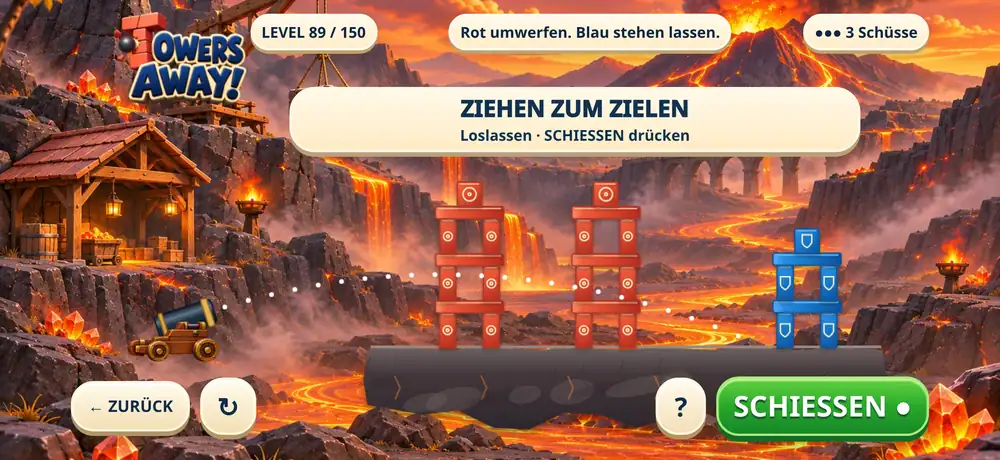 TOWERS
AWAY!
LEVEL 89 / 150
Rot umwerfen. Blau stehen lassen.
●●● 3 Schüsse
ZIEHEN ZUM ZIELEN
Loslassen · SCHIESSEN drücken
← ZURÜCK
↻
?
SCHIESSEN ●